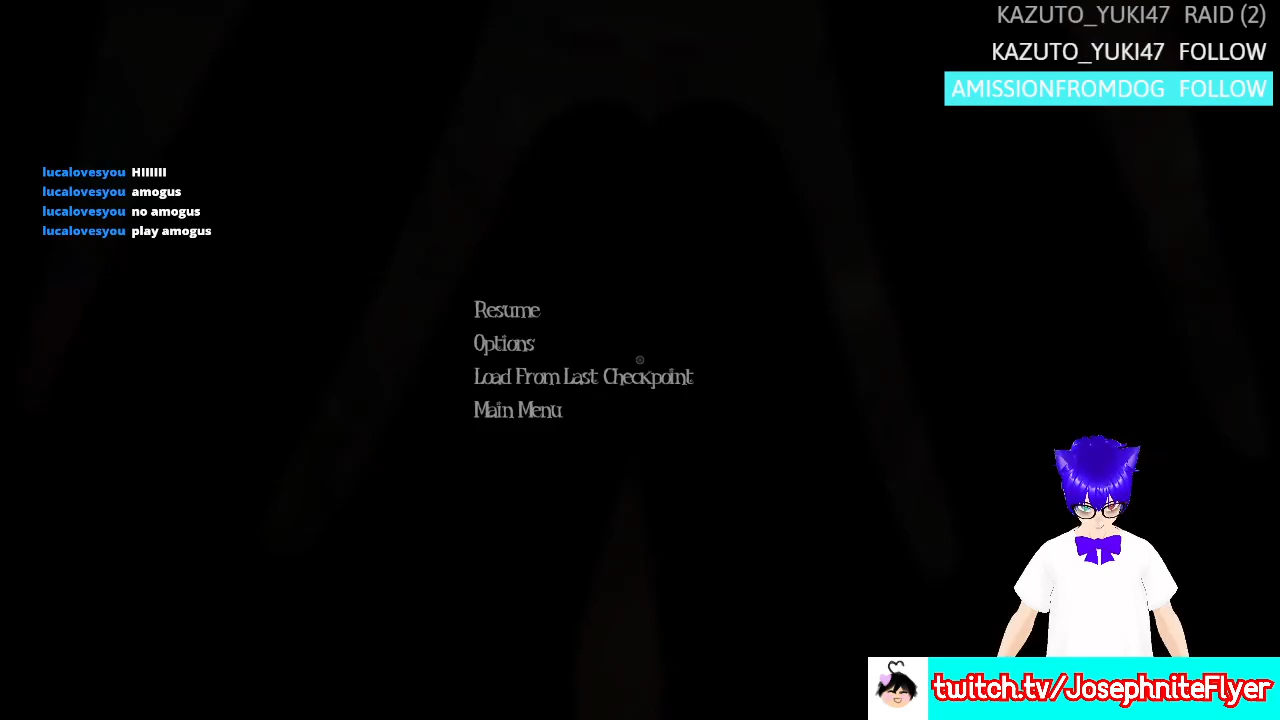 KAZUTO_YUKI47 RAID (2)
KAZUTO_YUKI47 FOLLOW
AMISSIONFROMDOG FOLLOW
lucalovesyou HIIIIII
lucalovesyou amogus
lucalovesyou no amogus
lucalovesyou play amogus
Resume
Options
Load From Last Checkpoint
Main Menu
twitch.tv/JosephniteFlyer